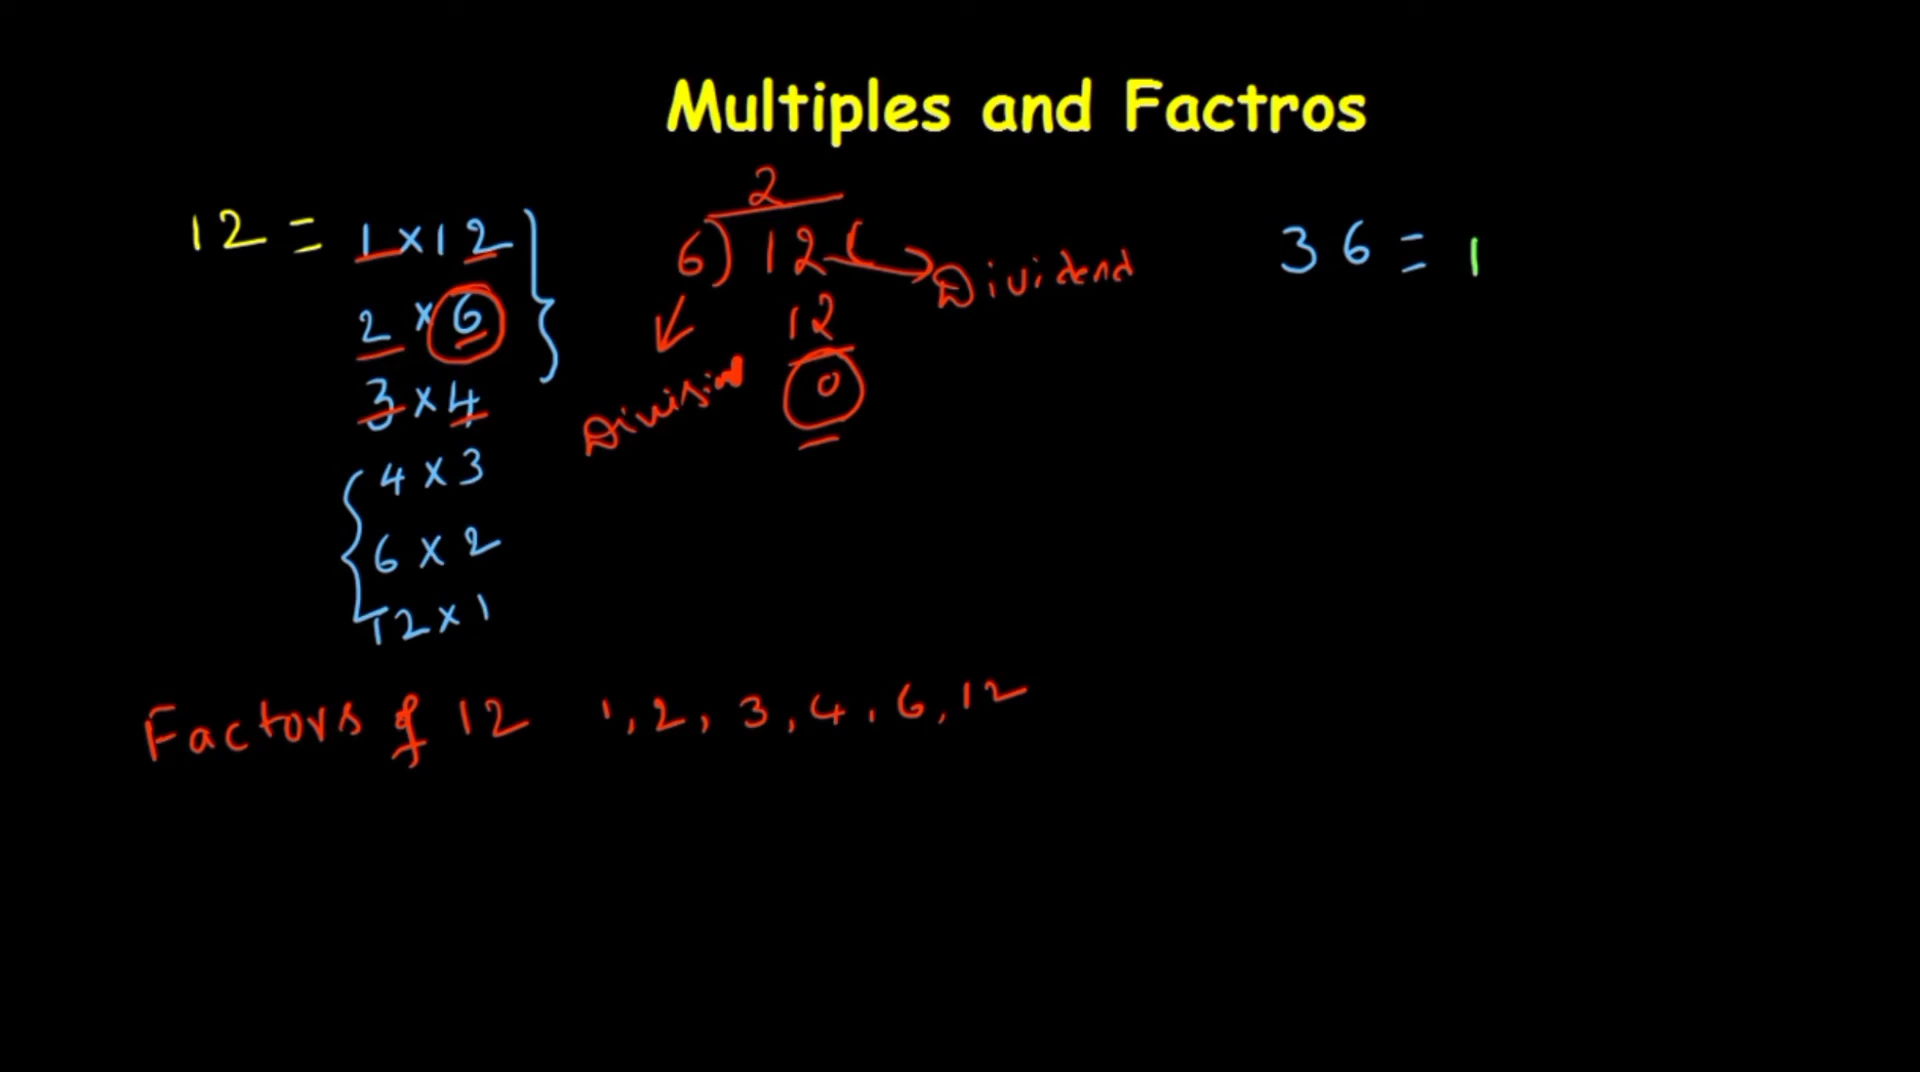 Multiples and Factros
12 = 1 x 12
2 x 6
3 x 4
4 x 3
6 x 2
12 x 1
2
6) 12 (
12
0
Dividend
36 = 1
Factors of 12 1, 2, 3, 4, 6, 12